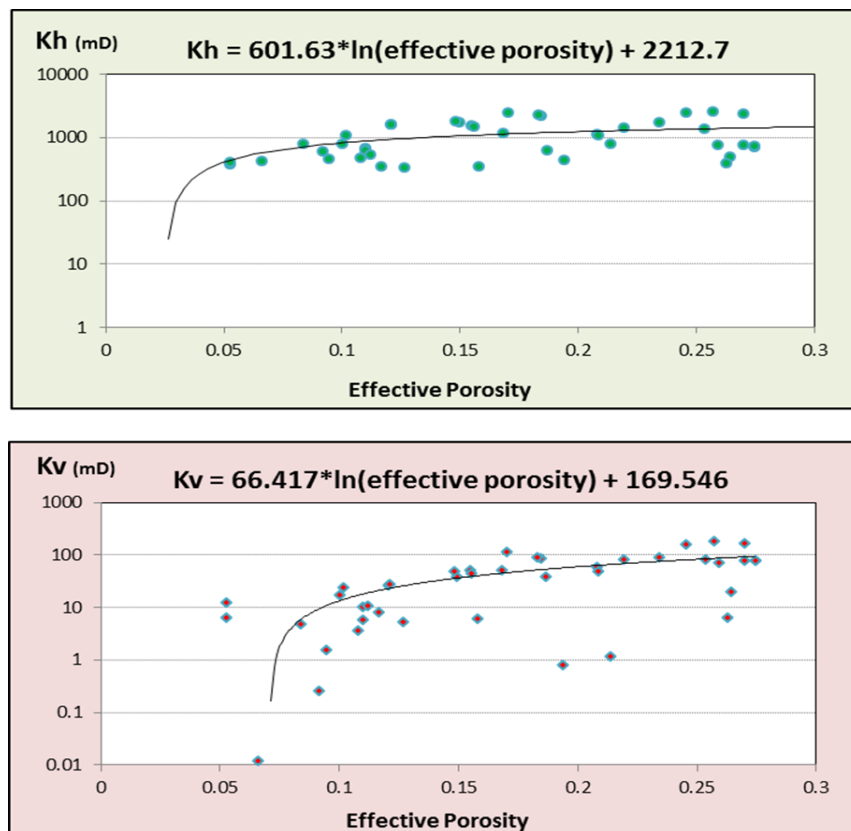 Kh (mD)
Kh = 601.63*ln(effective porosity) + 2212.7
10000
1000
100
10
1
0 0.05 0.1 0.15 0.2 0.25 0.3
Effective Porosity
Kv (mD)
Kv = 66.417*ln(effective porosity) + 169.546
1000
100
10
1
0.1
0.01
0 0.05 0.1 0.15 0.2 0.25 0.3
Effective Porosity